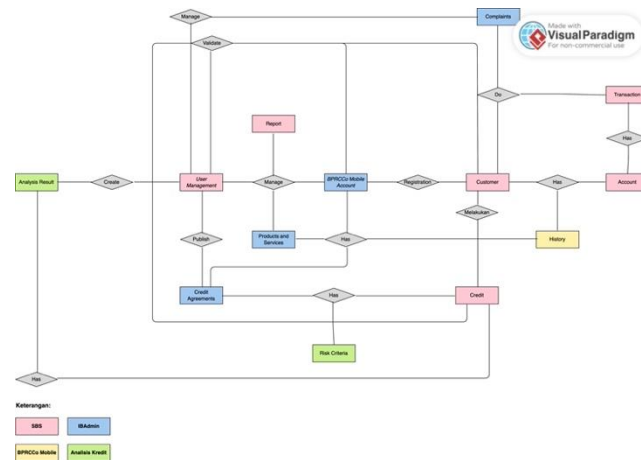 Manage
Complaints
Made with
VisualParadigm
For non-commercial use
Validate
Do
Transaction
Report
Has
Analysis Result
Create
User
Management
Manage
BPRCCo Mobile
Account
Registration
Customer
Has
Account
Melakukan
Publish
Products and
Services
Has
History
Credit
Agreements
Has
Credit
Risk Criteria
Has
Keterangan:
SBS
IBAdmin
BPRCCo Mobile
Analisis Kredit